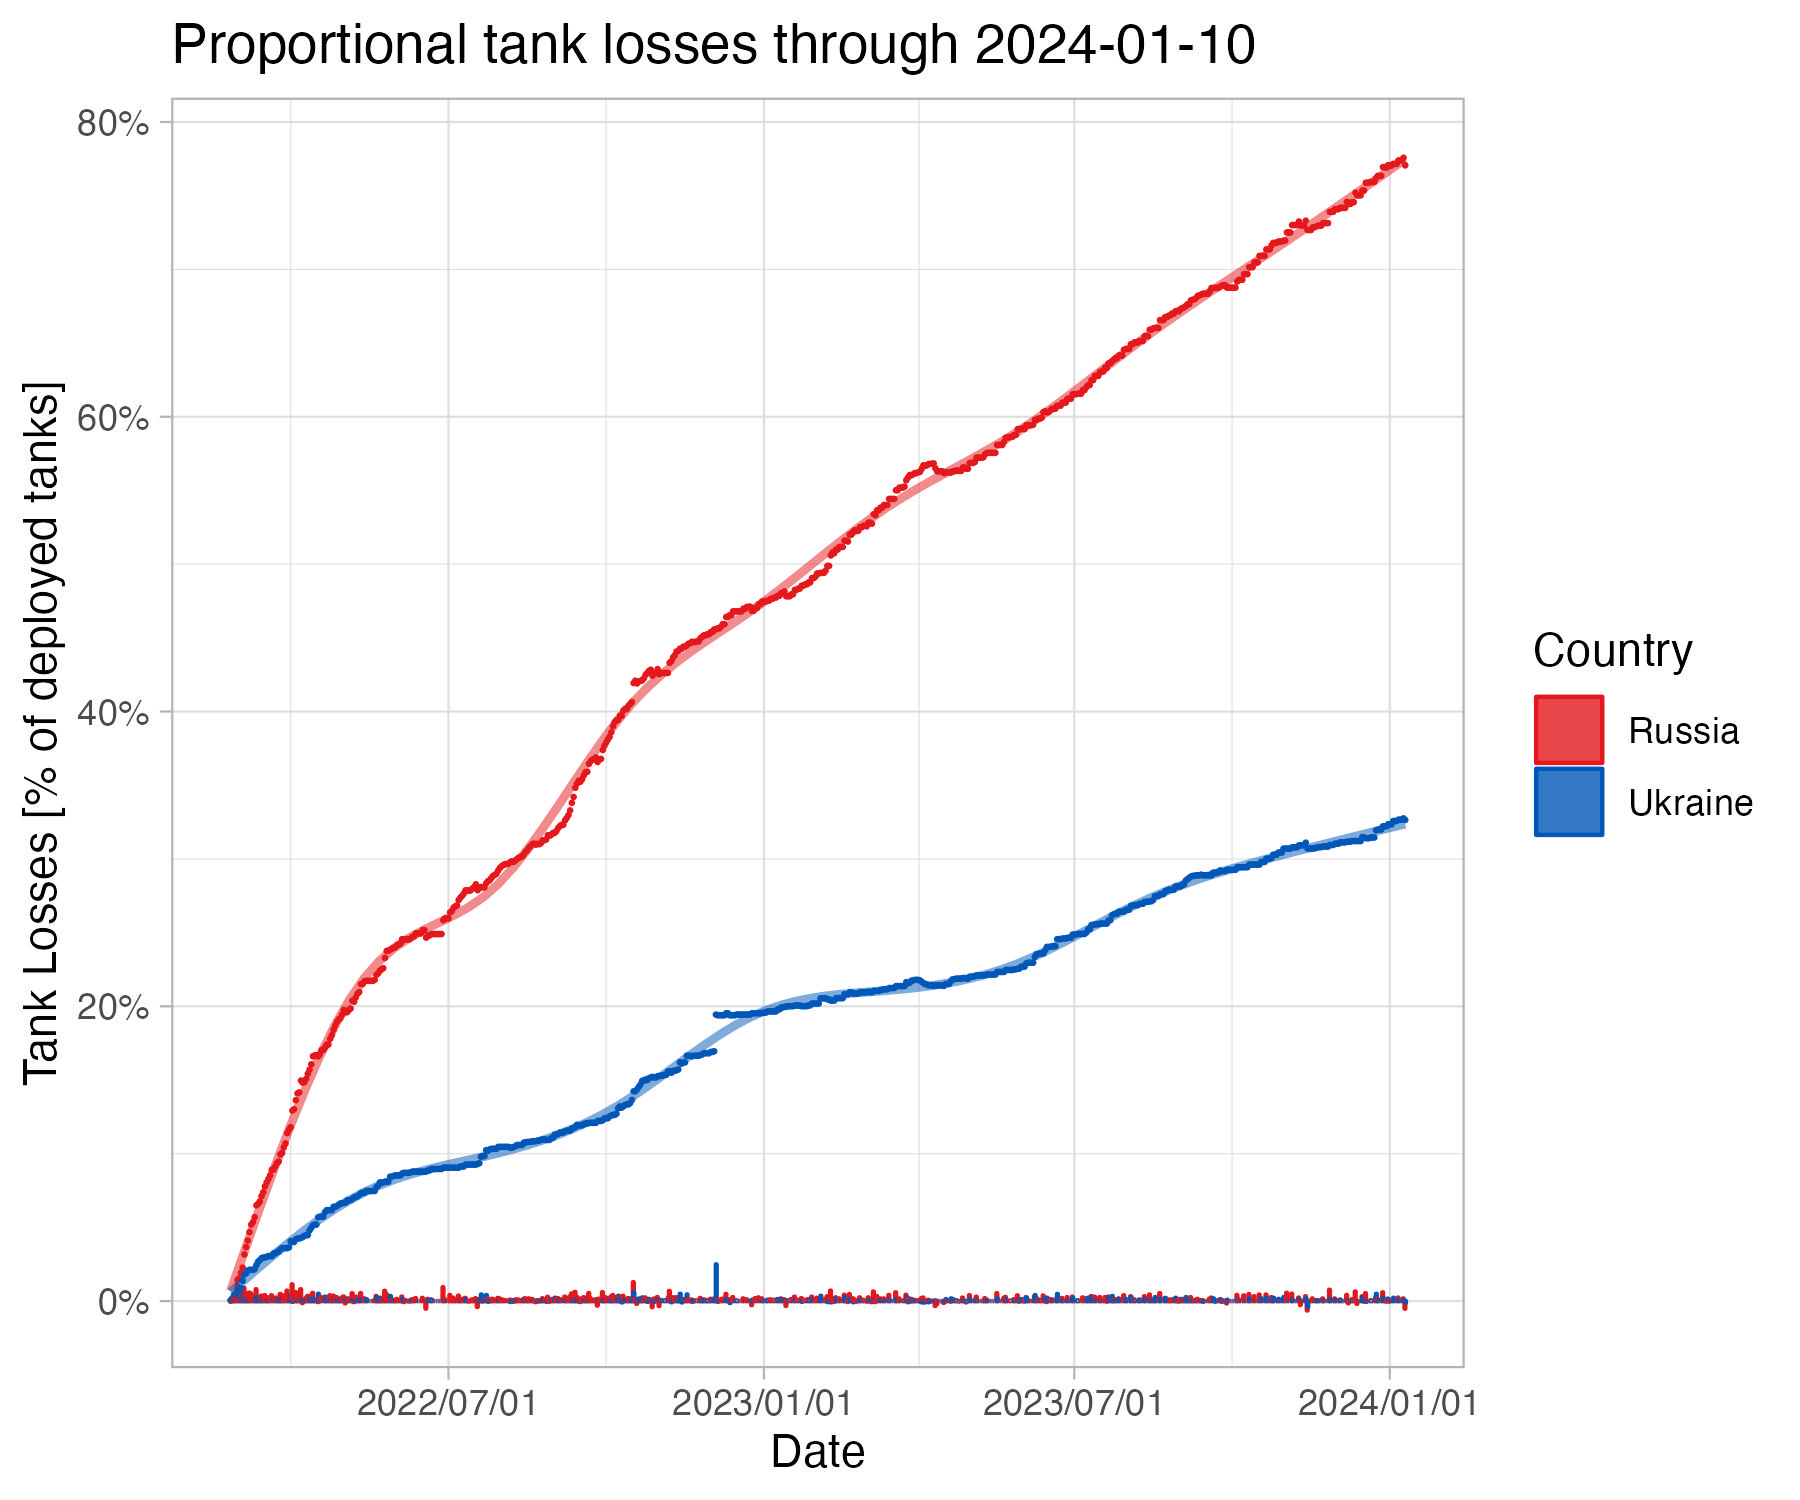 Proportional tank losses through 2024-01-10
Tank Losses [% of deployed tanks]
80%
60%
40%
20%
0%
2022/07/01 2023/01/01 2023/07/01 2024/01/01
Date
Country
Russia
Ukraine